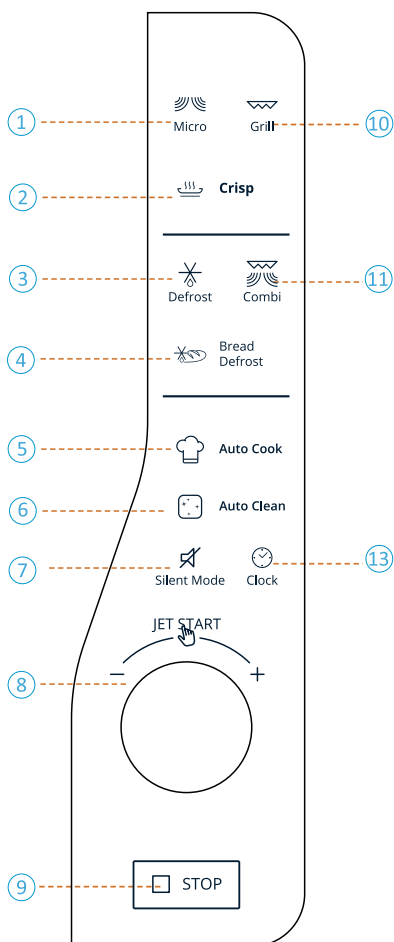 1
Micro
Grill
10
2
Crisp
3
Defrost
Combi
11
4
Bread
Defrost
5
Auto Cook
6
Auto Clean
7
Silent Mode
Clock
13
JET START
8
−
+
9
STOP